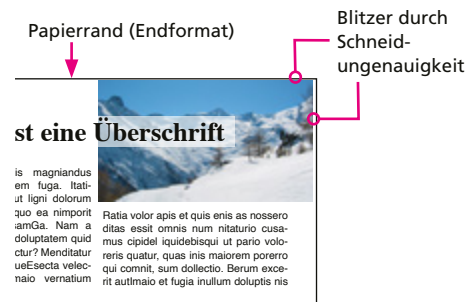 Papierrand (Endformat)
Blitzer durch
Schneid-
ungenauigkeit
st eine Überschrift
is magniandus
em fuga. Itati-
ut ligni dolorum
quo ea nimporit
amGa. Nam a
doluptatem quid
ctur? Menditatur
ueEsecta velec-
maio vernatium
Ratia volor apis et quis enis as nossero
ditas essit omnis num nitaturio cusa-
mus cipidel iquidebisqui ut pario volo-
reris quatur, quas inis maiorem porerro
qui comnit, sum dollectio. Berum exce-
rit autlmaio et fugia inullum doluptis nis